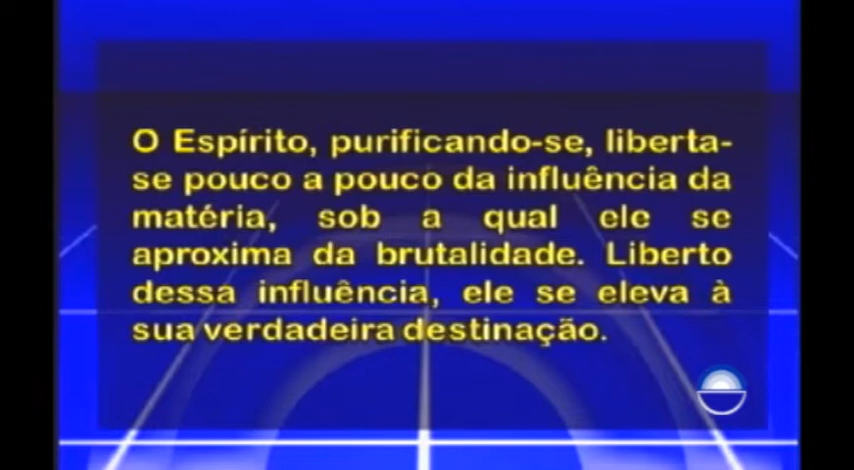 O Espírito, purificando-se, liberta-
se pouco a pouco da influência da
matéria, sob a qual ele se
aproxima da brutalidade. Liberto
dessa influência, ele se eleva à
sua verdadeira destinação.